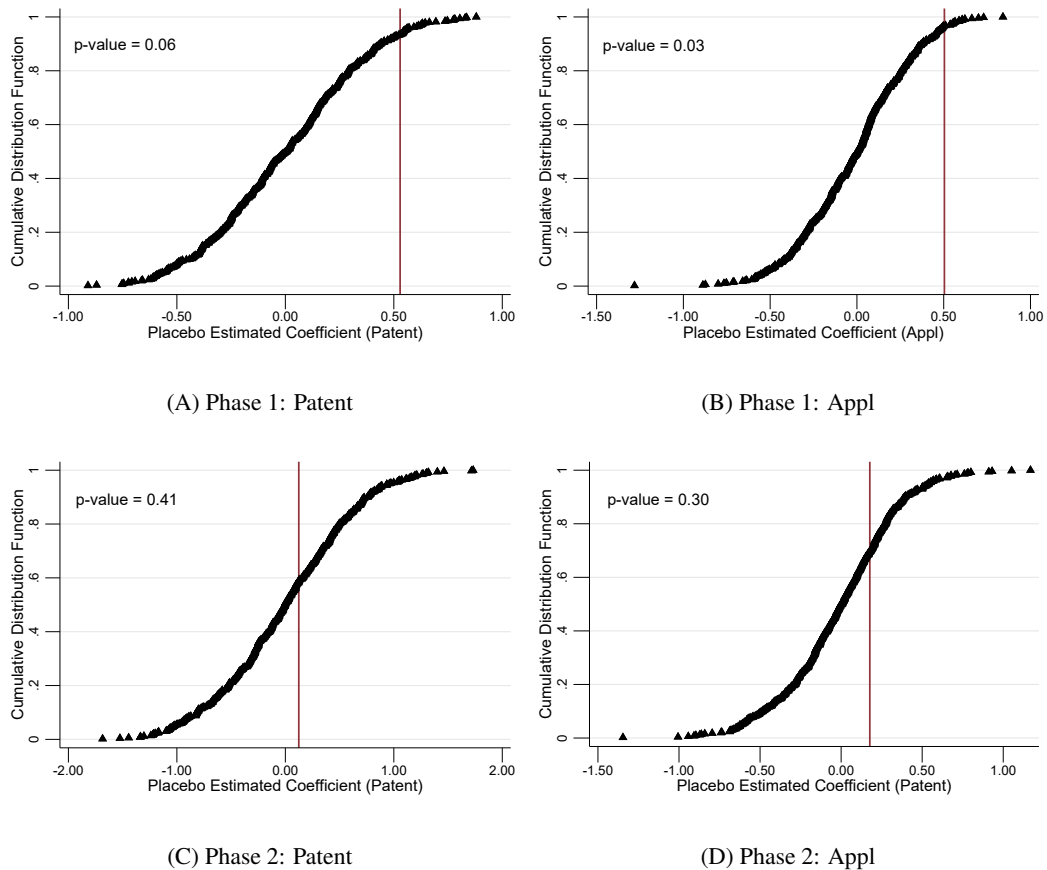 Cumulative Distribution Function
1
.8
.6
.4
.2
0
p-value = 0.06
-1.00
-0.50
0.00
0.50
1.00
Placebo Estimated Coefficient (Patent)
(A) Phase 1: Patent
Cumulative Distribution Function
1
.8
.6
.4
.2
0
p-value = 0.03
-1.50
-1.00
-0.50
0.00
0.50
1.00
Placebo Estimated Coefficient (Appl)
(B) Phase 1: Appl
Cumulative Distribution Function
1
.8
.6
.4
.2
0
p-value = 0.41
-2.00
-1.00
0.00
1.00
2.00
Placebo Estimated Coefficient (Patent)
(C) Phase 2: Patent
Cumulative Distribution Function
1
.8
.6
.4
.2
0
p-value = 0.30
-1.50
-1.00
-0.50
0.00
0.50
1.00
Placebo Estimated Coefficient (Patent)
(D) Phase 2: Appl